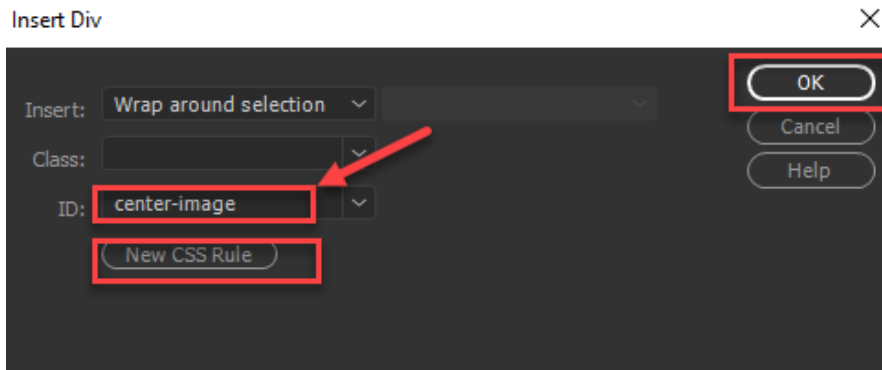 Insert Div
OK
Insert: Wrap around selection
Cancel
Class:
Help
ID: center-image
New CSS Rule